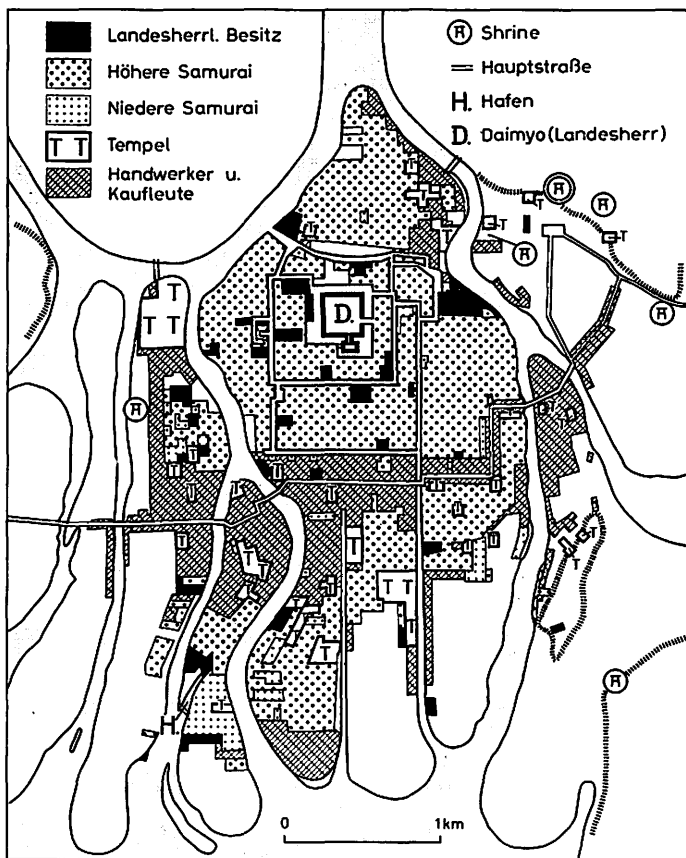 Landesherrl. Besitz
Höhere Samurai
Niedere Samurai
T T Tempel
Handwerker u.
Kaufleute
Shrine
Hauptstraße
H. Hafen
D. Daimyo (Landesherr)
D.
H.
0 1km